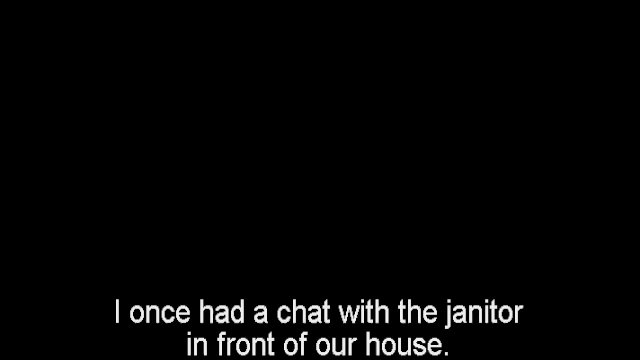 I once had a chat with the janitor
in front of our house.